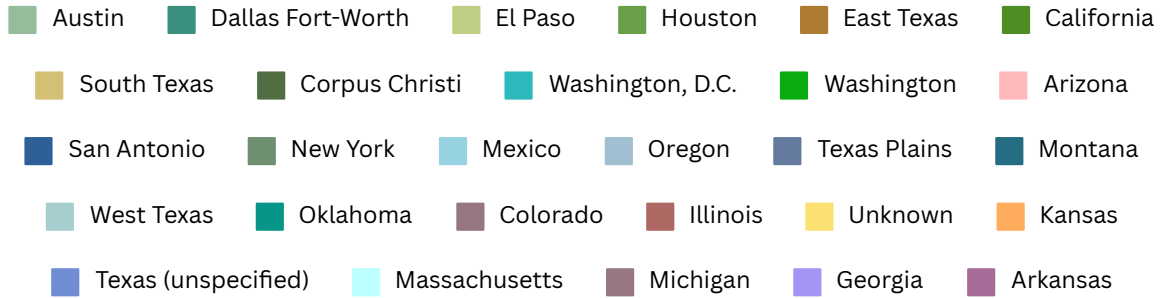 Austin Dallas Fort-Worth El Paso Houston East Texas California
South Texas Corpus Christi Washington, D.C. Washington Arizona
San Antonio New York Mexico Oregon Texas Plains Montana
West Texas Oklahoma Colorado Illinois Unknown Kansas
Texas (unspecified) Massachusetts Michigan Georgia Arkansas